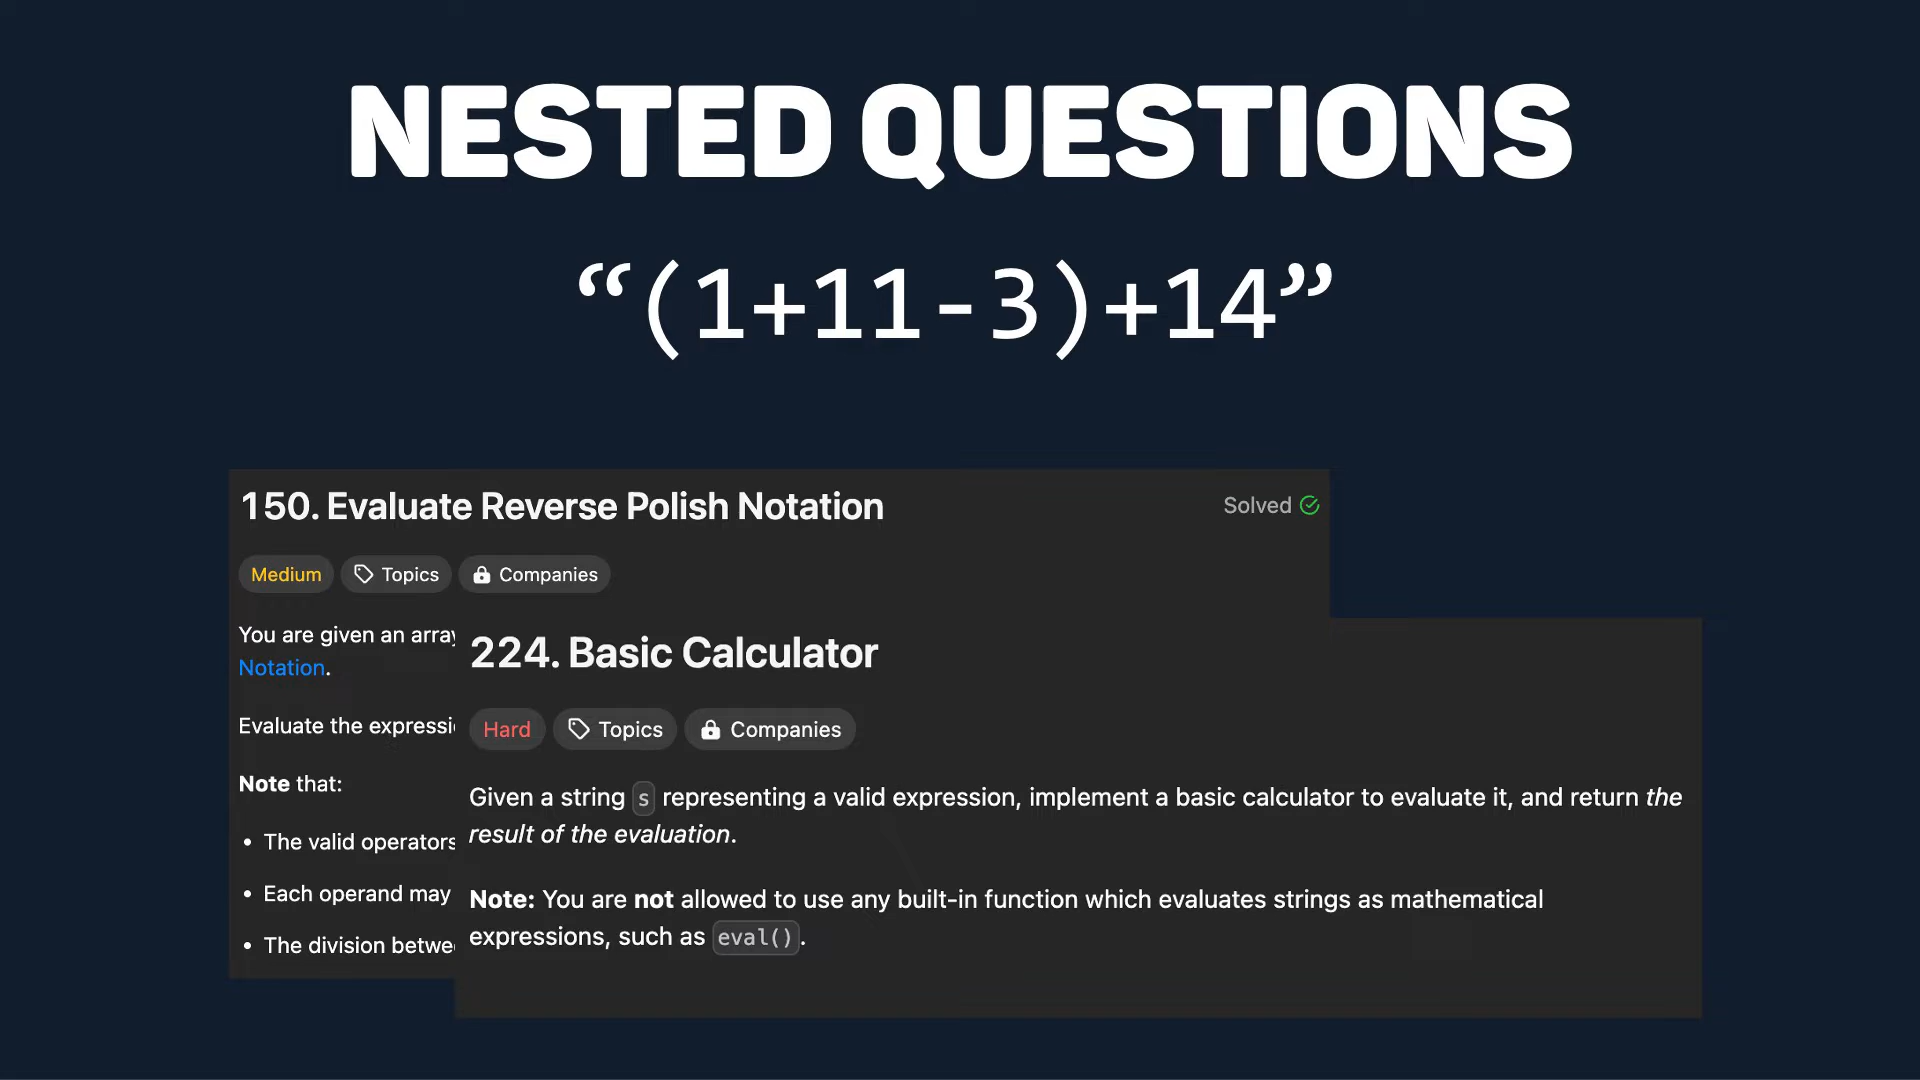 NESTED QUESTIONS
“(1+11-3)+14”
150. Evaluate Reverse Polish Notation
Solved
Medium Topics Companies
You are given an array
Notation.
Evaluate the expressi
Note that:
• The valid operators
• Each operand may
• The division betwe
224. Basic Calculator
Hard Topics Companies
Given a string s representing a valid expression, implement a basic calculator to evaluate it, and return the
result of the evaluation.
Note: You are not allowed to use any built-in function which evaluates strings as mathematical
expressions, such as eval().